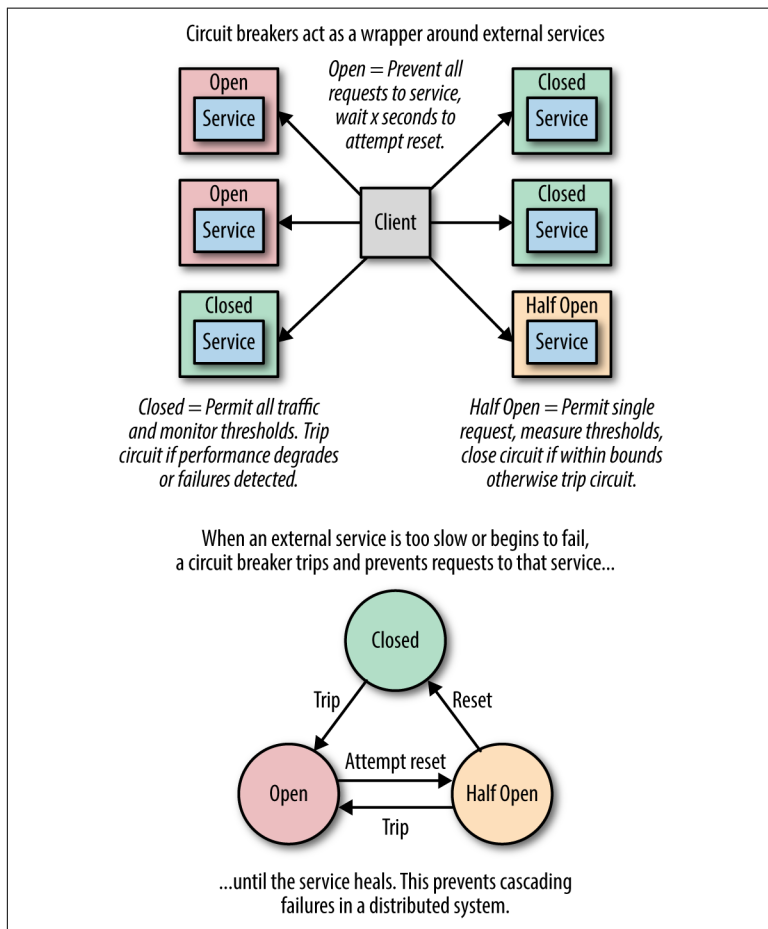 Circuit breakers act as a wrapper around external services
Open
Service
Open = Prevent all
requests to service,
wait x seconds to
attempt reset.
Closed
Service
Open
Service
Client
Closed
Service
Closed
Service
Half Open
Service
Closed = Permit all traffic
and monitor thresholds. Trip
circuit if performance degrades
or failures detected.
Half Open = Permit single
request, measure thresholds,
close circuit if within bounds
otherwise trip circuit.
When an external service is too slow or begins to fail,
a circuit breaker trips and prevents requests to that service...
Closed
Trip
Reset
Open
Attempt reset
Half Open
Trip
...until the service heals. This prevents cascading
failures in a distributed system.